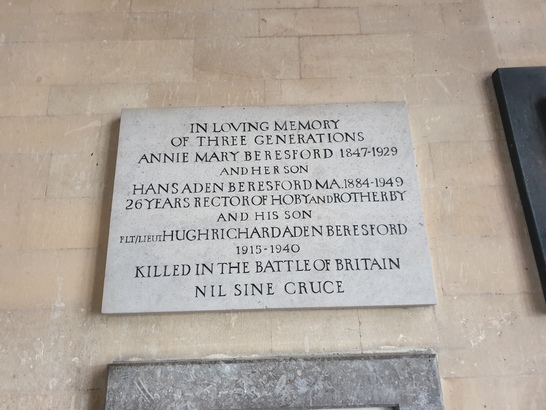 IN LOVING MEMORY
OF THREE GENERATIONS
ANNIE MARY BERESFORD 1847-1929
AND HER SON
HANS ADEN BERESFORD MA. 1884-1949
26 YEARS RECTOR OF HOBY AND ROTHERBY
AND HIS SON
FLT/LIEUT HUGH RICHARD ADEN BERESFORD
1915-1940
KILLED IN THE BATTLE OF BRITAIN
NIL SINE CRUCE